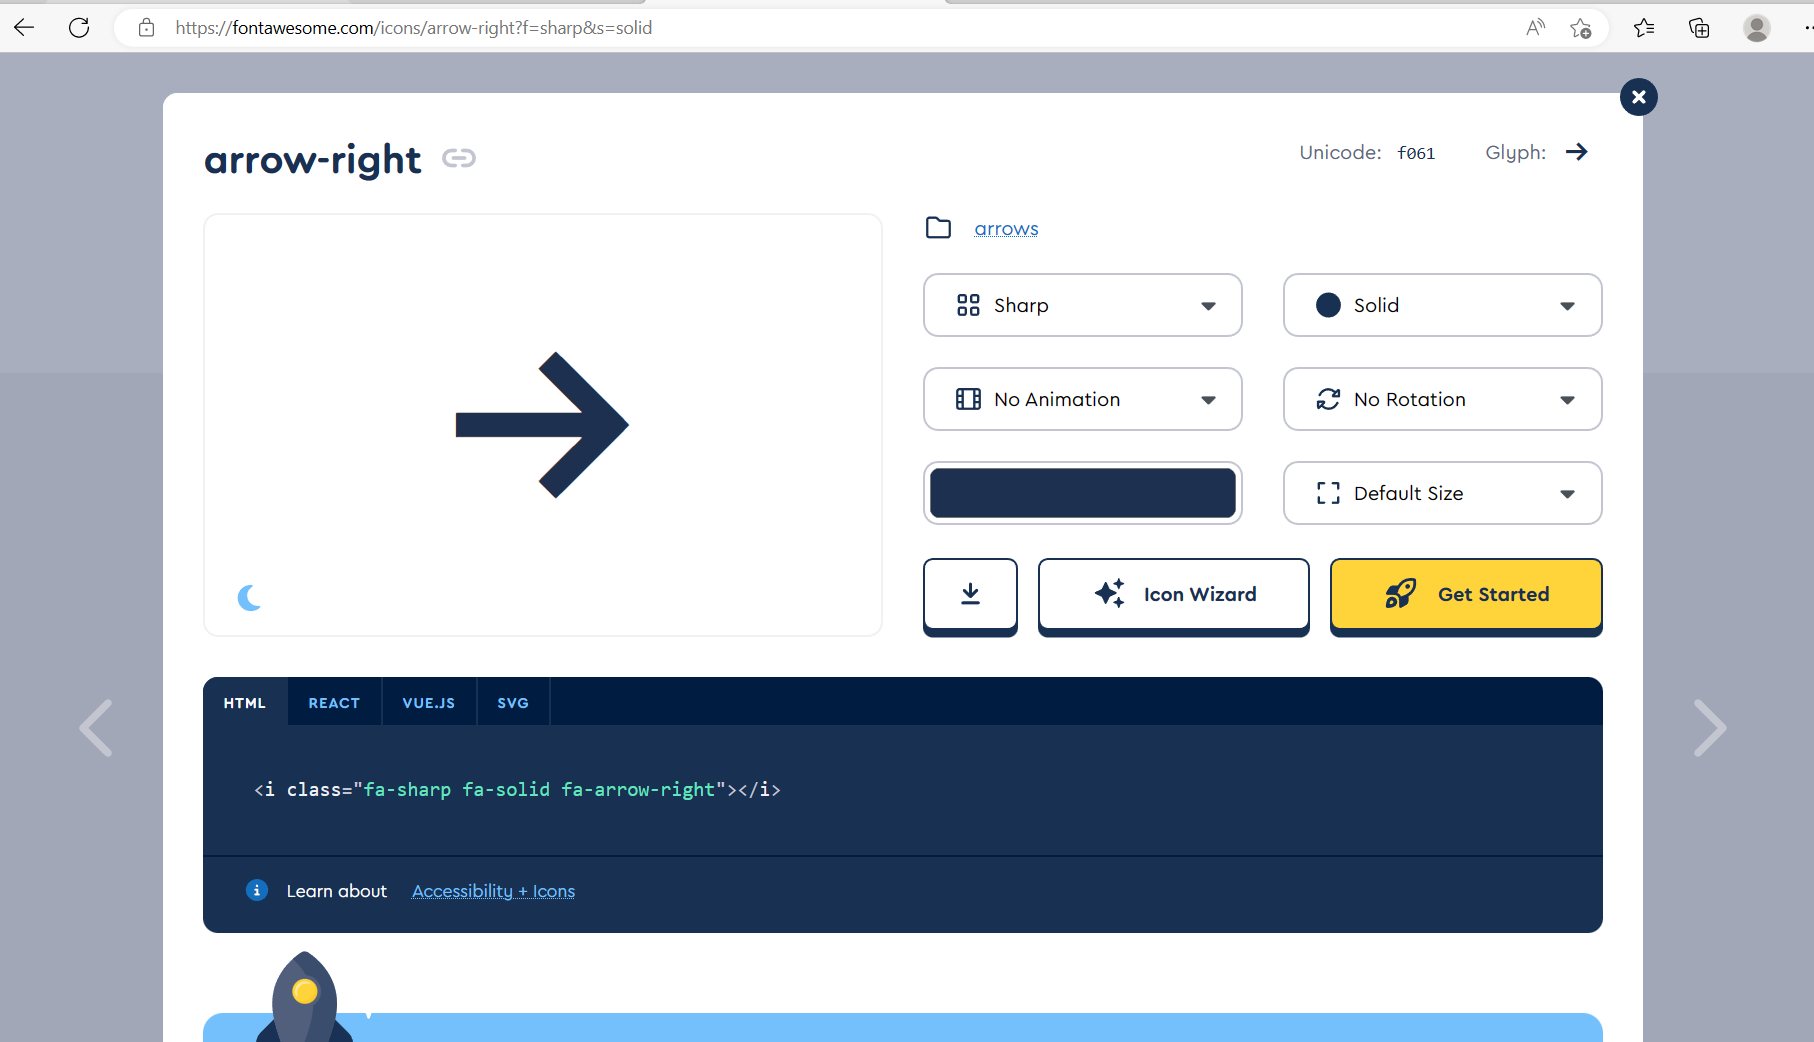 https://fontawesome.com/icons/arrow-right?f=sharp&s=solid
arrow-right
Unicode: f061 Glyph:
arrows
Sharp
Solid
No Animation
No Rotation
Default Size
Icon Wizard
Get Started
HTML REACT VUE.JS SVG
<i class="fa-sharp fa-solid fa-arrow-right"></i>
Learn about Accessibility + Icons